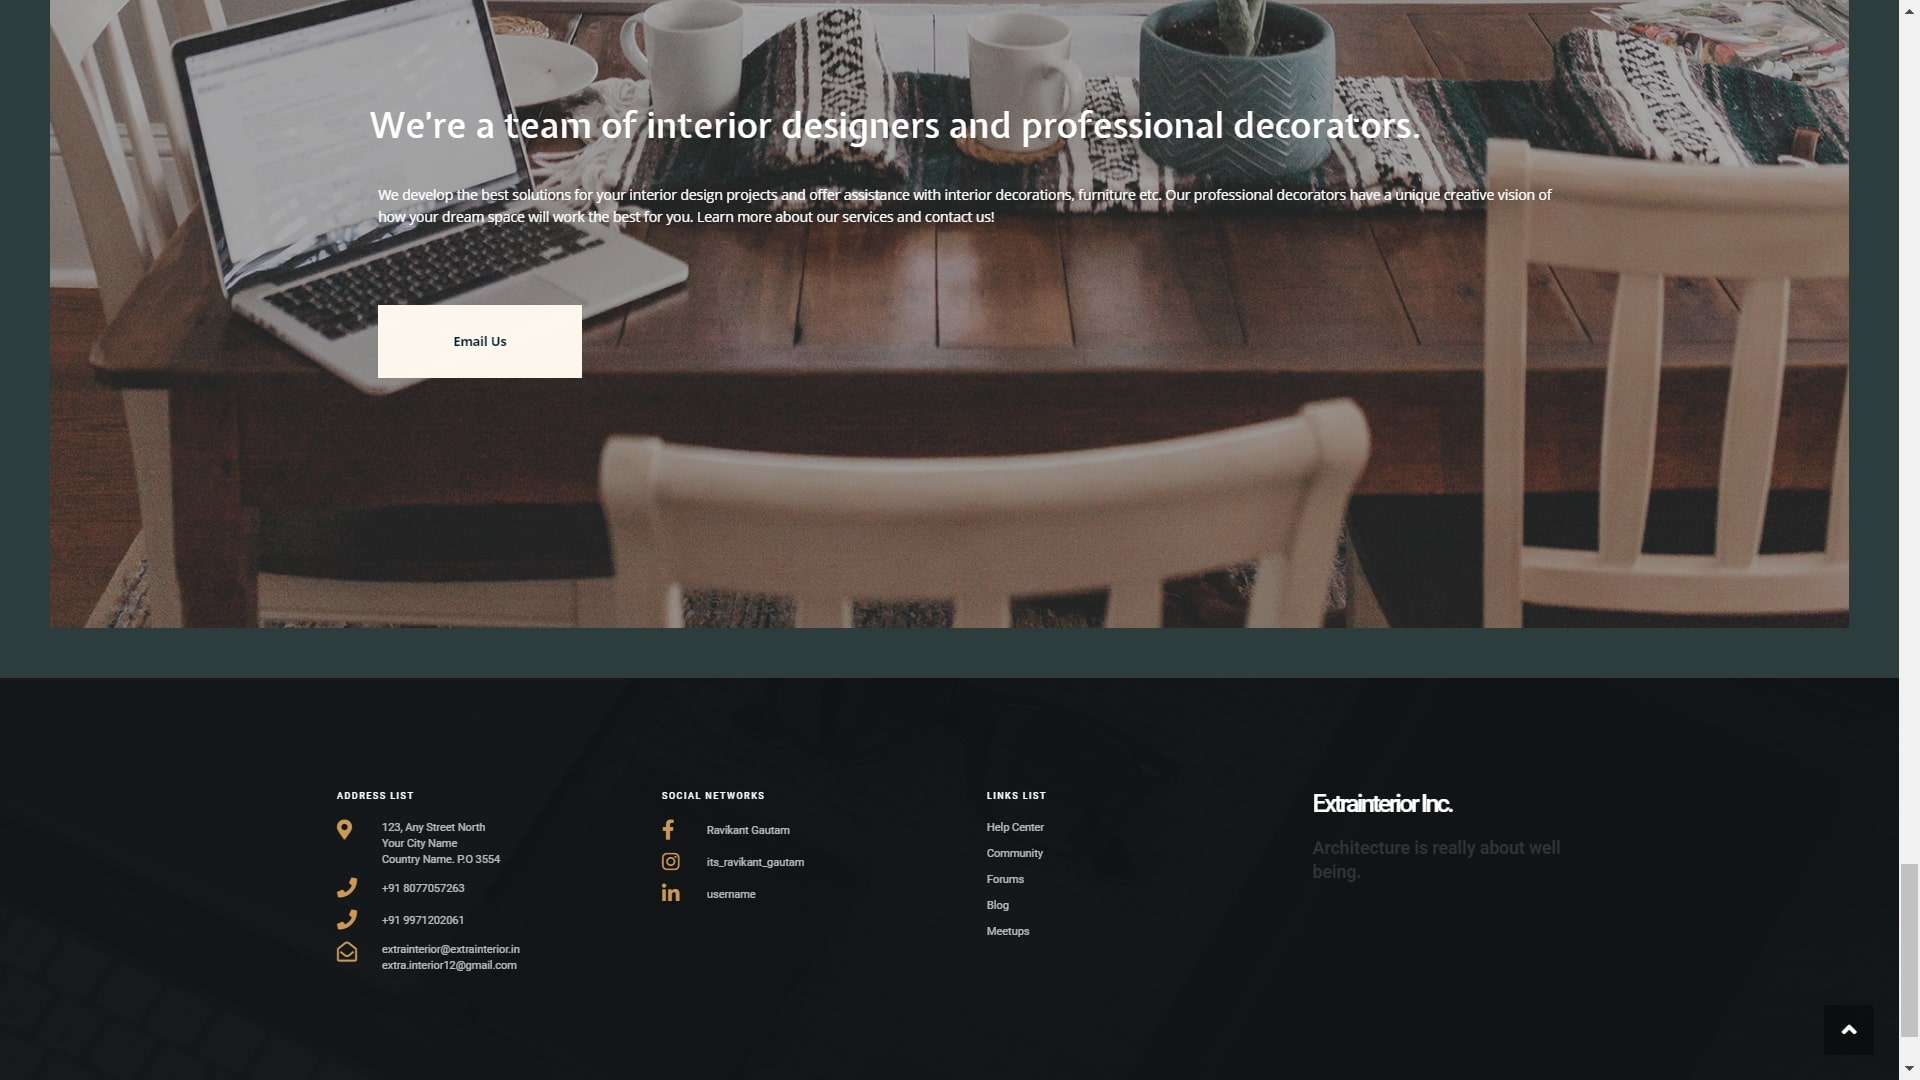 We're a team of interior designers and professional decorators.
We develop the best solutions for your interior design projects and offer assistance with interior decorations, furniture etc. Our professional decorators have a unique creative vision of
how your dream space will work the best for you. Learn more about our services and contact us!
Email Us
ADDRESS LIST
123, Any Street North
Your City Name
Country Name. P.O 3554
+91 8077057263
+91 9971202061
extrainterior@extrainterior.in
extra.interior12@gmail.com
SOCIAL NETWORKS
Ravikant Gautam
its_ravikant_gautam
username
LINKS LIST
Help Center
Community
Forums
Blog
Meetups
Extrainterior Inc.
Architecture is really about well
being.